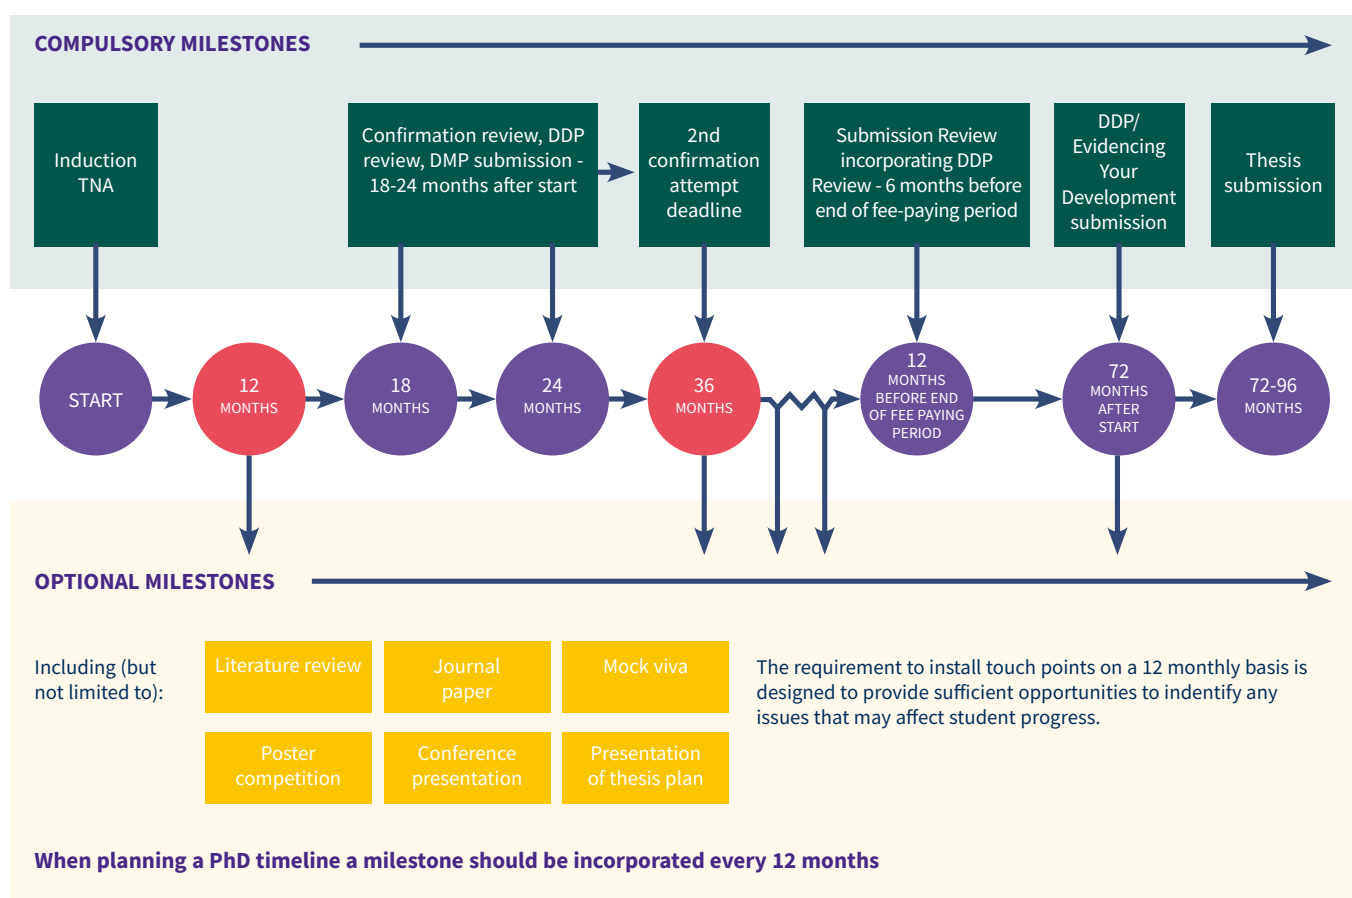 COMPULSORY MILESTONES
Induction
TNA
Confirmation review, DDP
review, DMP submission -
18-24 months after start
2nd
confirmation
attempt
deadline
Submission Review
incorporating DDP
Review - 6 months before
end of fee-paying period
DDP/
Evidencing
Your
Development
submission
Thesis
submission
START
12
MONTHS
18
MONTHS
24
MONTHS
36
MONTHS
12
MONTHS
BEFORE END
OF FEE PAYING
PERIOD
72
MONTHS
AFTER
START
72-96
MONTHS
OPTIONAL MILESTONES
Including (but
not limited to):
Literature review
Journal
paper
Mock viva
Poster
competition
Conference
presentation
Presentation
of thesis plan
The requirement to install touch points on a 12 monthly basis is
designed to provide sufficient opportunities to indentify any
issues that may affect student progress.
When planning a PhD timeline a milestone should be incorporated every 12 months